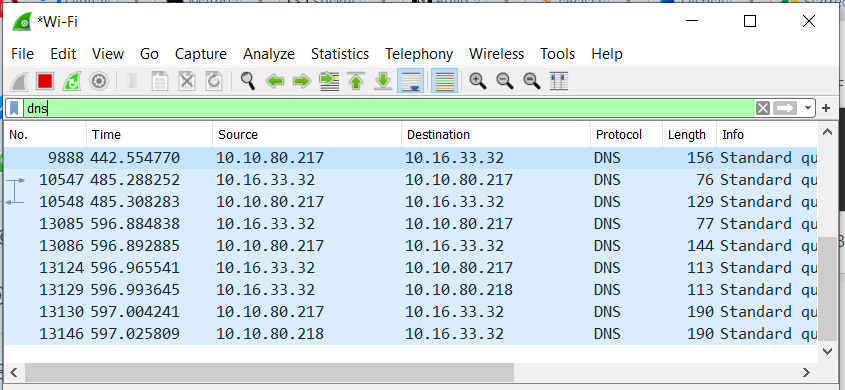 *Wi-Fi
File Edit View Go Capture Analyze Statistics Telephony Wireless Tools Help
dns
No. Time Source Destination Protocol Length Info
9888 442.554770 10.10.80.217 10.16.33.32 DNS 156 Standard qu
10547 485.288252 10.16.33.32 10.10.80.217 DNS 76 Standard qu
10548 485.308283 10.10.80.217 10.16.33.32 DNS 129 Standard qu
13085 596.884838 10.16.33.32 10.10.80.217 DNS 77 Standard qu
13086 596.892885 10.10.80.217 10.16.33.32 DNS 144 Standard qu
13124 596.965541 10.16.33.32 10.10.80.217 DNS 113 Standard qu
13129 596.993645 10.16.33.32 10.10.80.218 DNS 113 Standard qu
13130 597.004241 10.10.80.217 10.16.33.32 DNS 190 Standard qu
13146 597.025809 10.10.80.218 10.16.33.32 DNS 190 Standard qu